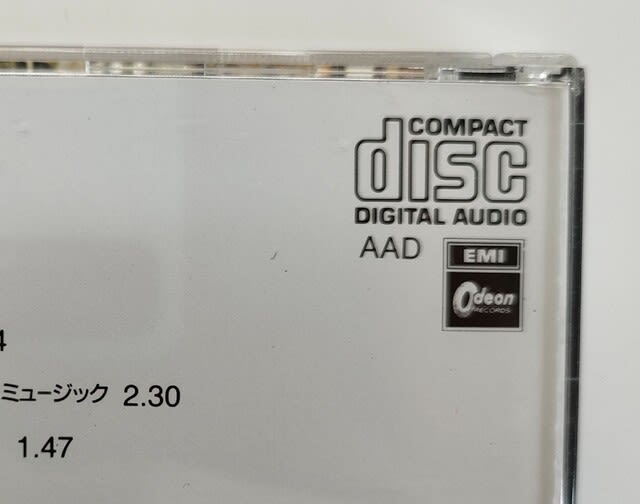 COMPACT
disc
DIGITAL AUDIO
AAD
EMI
Odeon
RECORDS
4
ミュージック 2.30
1.47